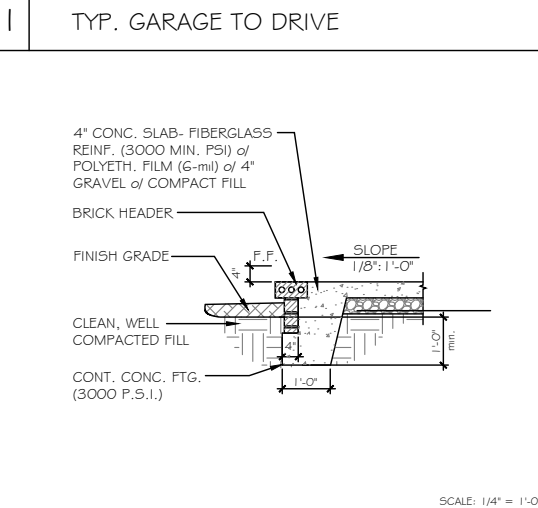 1 TYP. GARAGE TO DRIVE
4" CONC. SLAB- FIBERGLASS
REINF. (3000 MIN. PSI) o/
POLYETH. FILM (6-mil) o/ 4"
GRAVEL o/ COMPACT FILL
BRICK HEADER
FINISH GRADE
F.F.
4"
SLOPE
1/8":1'-0"
CLEAN, WELL
COMPACTED FILL
4"
1'-0"
min.
CONT. CONC. FTG.
(3000 P.S.I.)
1'-0"
SCALE: 1/4" = 1'-0